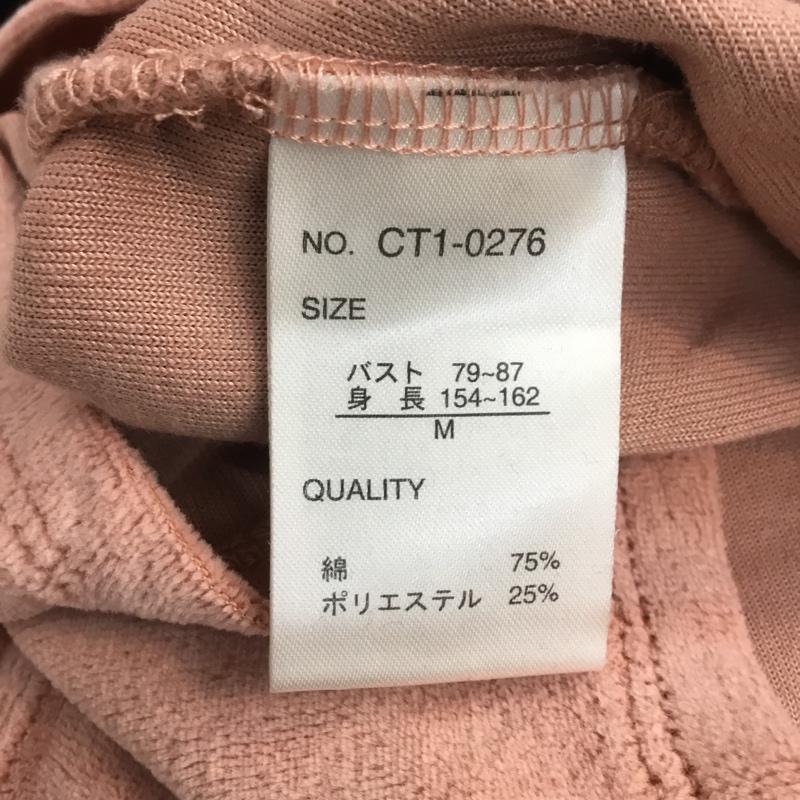 NO. CT1-0276
SIZE
バスト 79~87
身 長 154~162
M
QUALITY
綿 75%
ポリエステル 25%